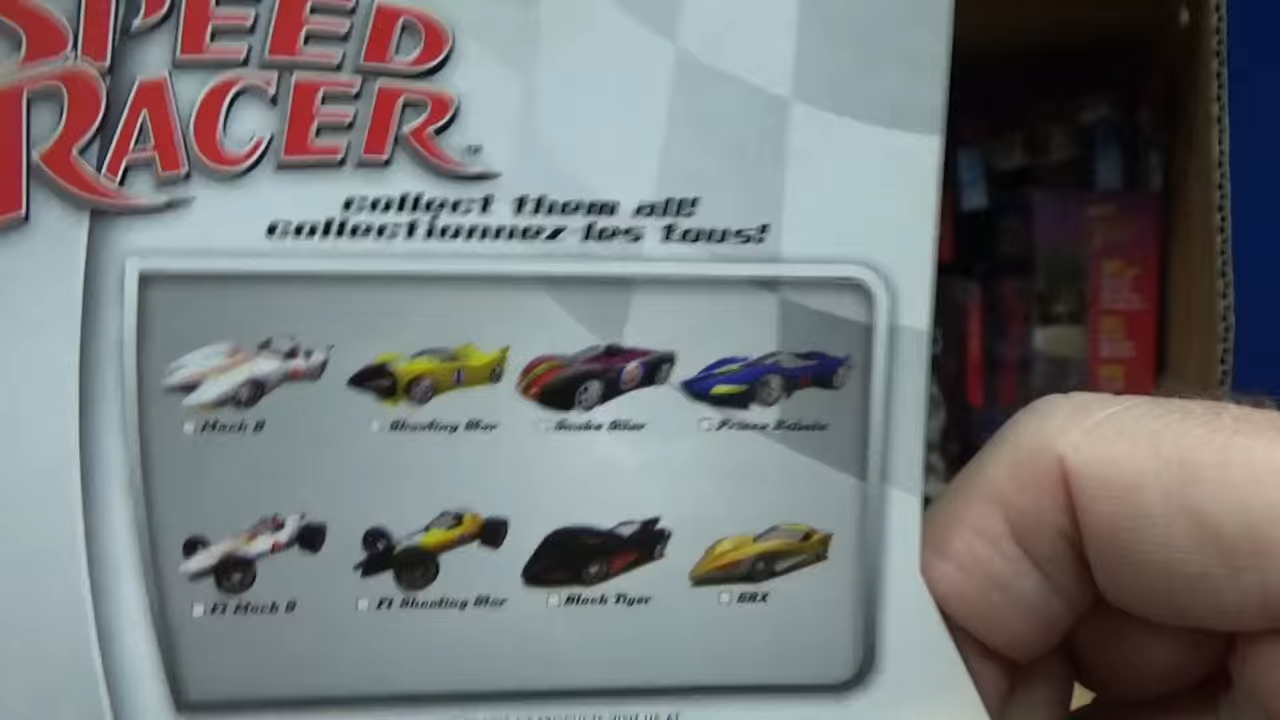 SPEED
RACER
TM
collect them all!
collectionnez les tous!
Mach 5
Shooting Star
Snake Oiler
Prince Kabala
F1 Mach 5
F1 Shooting Star
Black Tiger
GRX